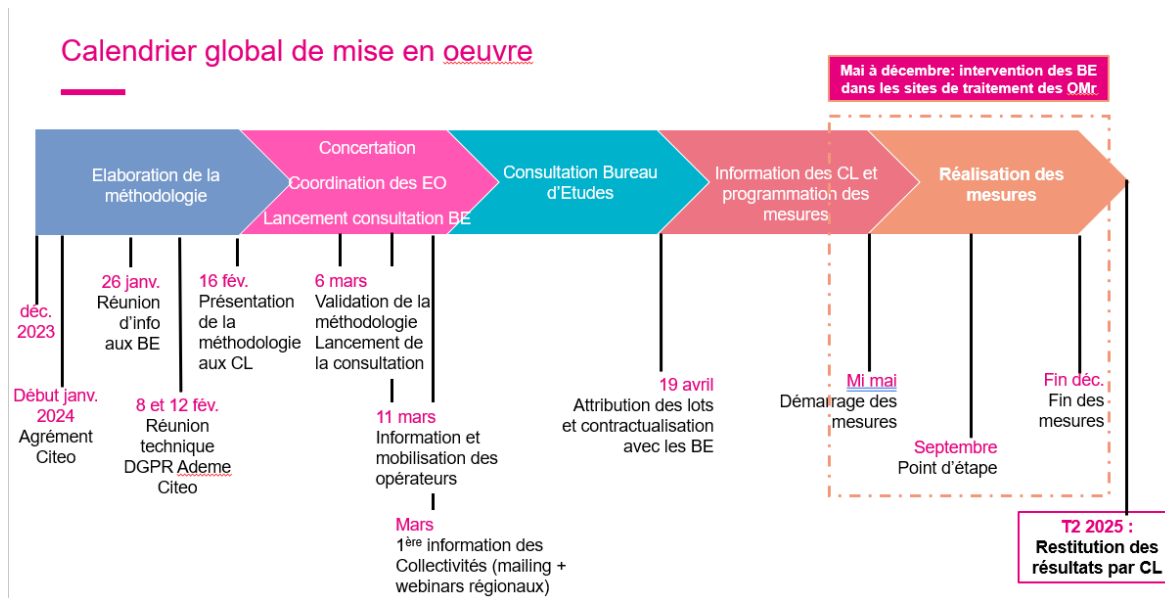 Calendrier global de mise en oeuvre
Mai à décembre: intervention des BE
dans les sites de traitement des OMr
Elaboration de la
méthodologie
Concertation
Coordination des EO
Lancement consultation BE
Consultation Bureau
d'Etudes
Information des CL et
programmation des
mesures
Réalisation des
mesures
déc.
2023
Début janv.
2024
Agrément
Citeo
26 janv.
Réunion
d'info
aux BE
8 et 12 fév.
Réunion
technique
DGPR Ademe
Citeo
16 fév.
Présentation
de la
méthodologie
aux CL
6 mars
Validation de la
méthodologie
Lancement de
la consultation
11 mars
Information et
mobilisation des
opérateurs
Mars
1ère information des
Collectivités (mailing +
webinars régionaux)
19 avril
Attribution des lots
et contractualisation
avec les BE
Mi mai
Démarrage des
mesures
Septembre
Point d'étape
Fin déc.
Fin des
mesures
T2 2025 :
Restitution des
résultats par CL